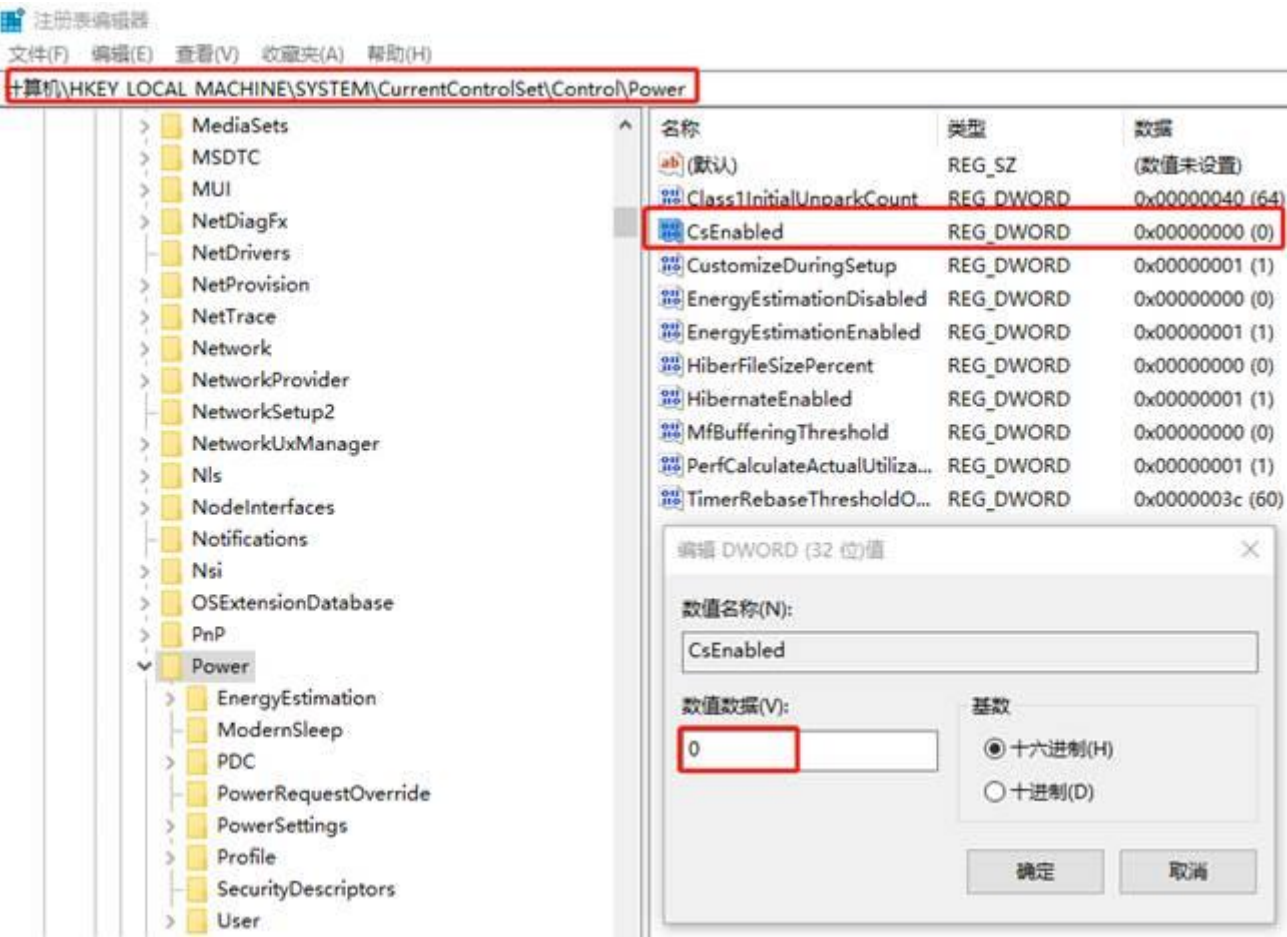 注册表编辑器
文件(F) 编辑(E) 查看(V) 收藏夹(A) 帮助(H)
计算机\HKEY_LOCAL_MACHINE\SYSTEM\CurrentControlSet\Control\Power
MediaSets
MSDTC
MUI
NetDiagFx
NetDrivers
NetProvision
NetTrace
Network
NetworkProvider
NetworkSetup2
NetworkUxManager
Nls
NodeInterfaces
Notifications
Nsi
OSExtensionDatabase
PnP
Power
EnergyEstimation
ModernSleep
PDC
PowerRequestOverride
PowerSettings
Profile
SecurityDescriptors
User
名称 类型 数据
ab (默认) REG_SZ (数值未设置)
Class1InitialUnparkCount REG_DWORD 0x00000040 (64)
CsEnabled REG_DWORD 0x00000000 (0)
CustomizeDuringSetup REG_DWORD 0x00000001 (1)
EnergyEstimationDisabled REG_DWORD 0x00000000 (0)
EnergyEstimationEnabled REG_DWORD 0x00000001 (1)
HiberFileSizePercent REG_DWORD 0x00000000 (0)
HibernateEnabled REG_DWORD 0x00000001 (1)
MfBufferingThreshold REG_DWORD 0x00000000 (0)
PerfCalculateActualUtiliza... REG_DWORD 0x00000001 (1)
TimerRebaseThresholdO... REG_DWORD 0x0000003c (60)
编辑 DWORD (32 位)值
数值名称(N):
CsEnabled
数值数据(V):
0
基数
十六进制(H)
十进制(D)
确定 取消